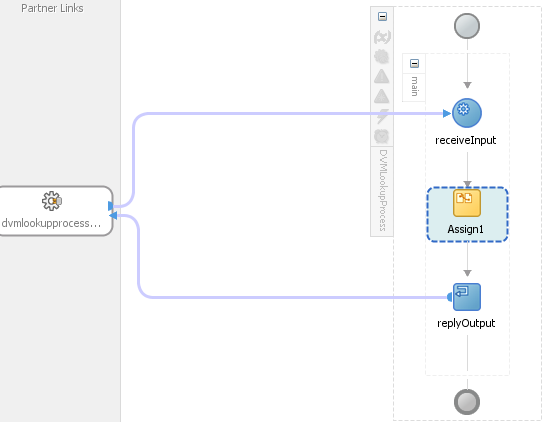 Partner Links
main
receiveInput
DVMLookupProcess
dvmlookupprocess...
Assign1
replyOutput